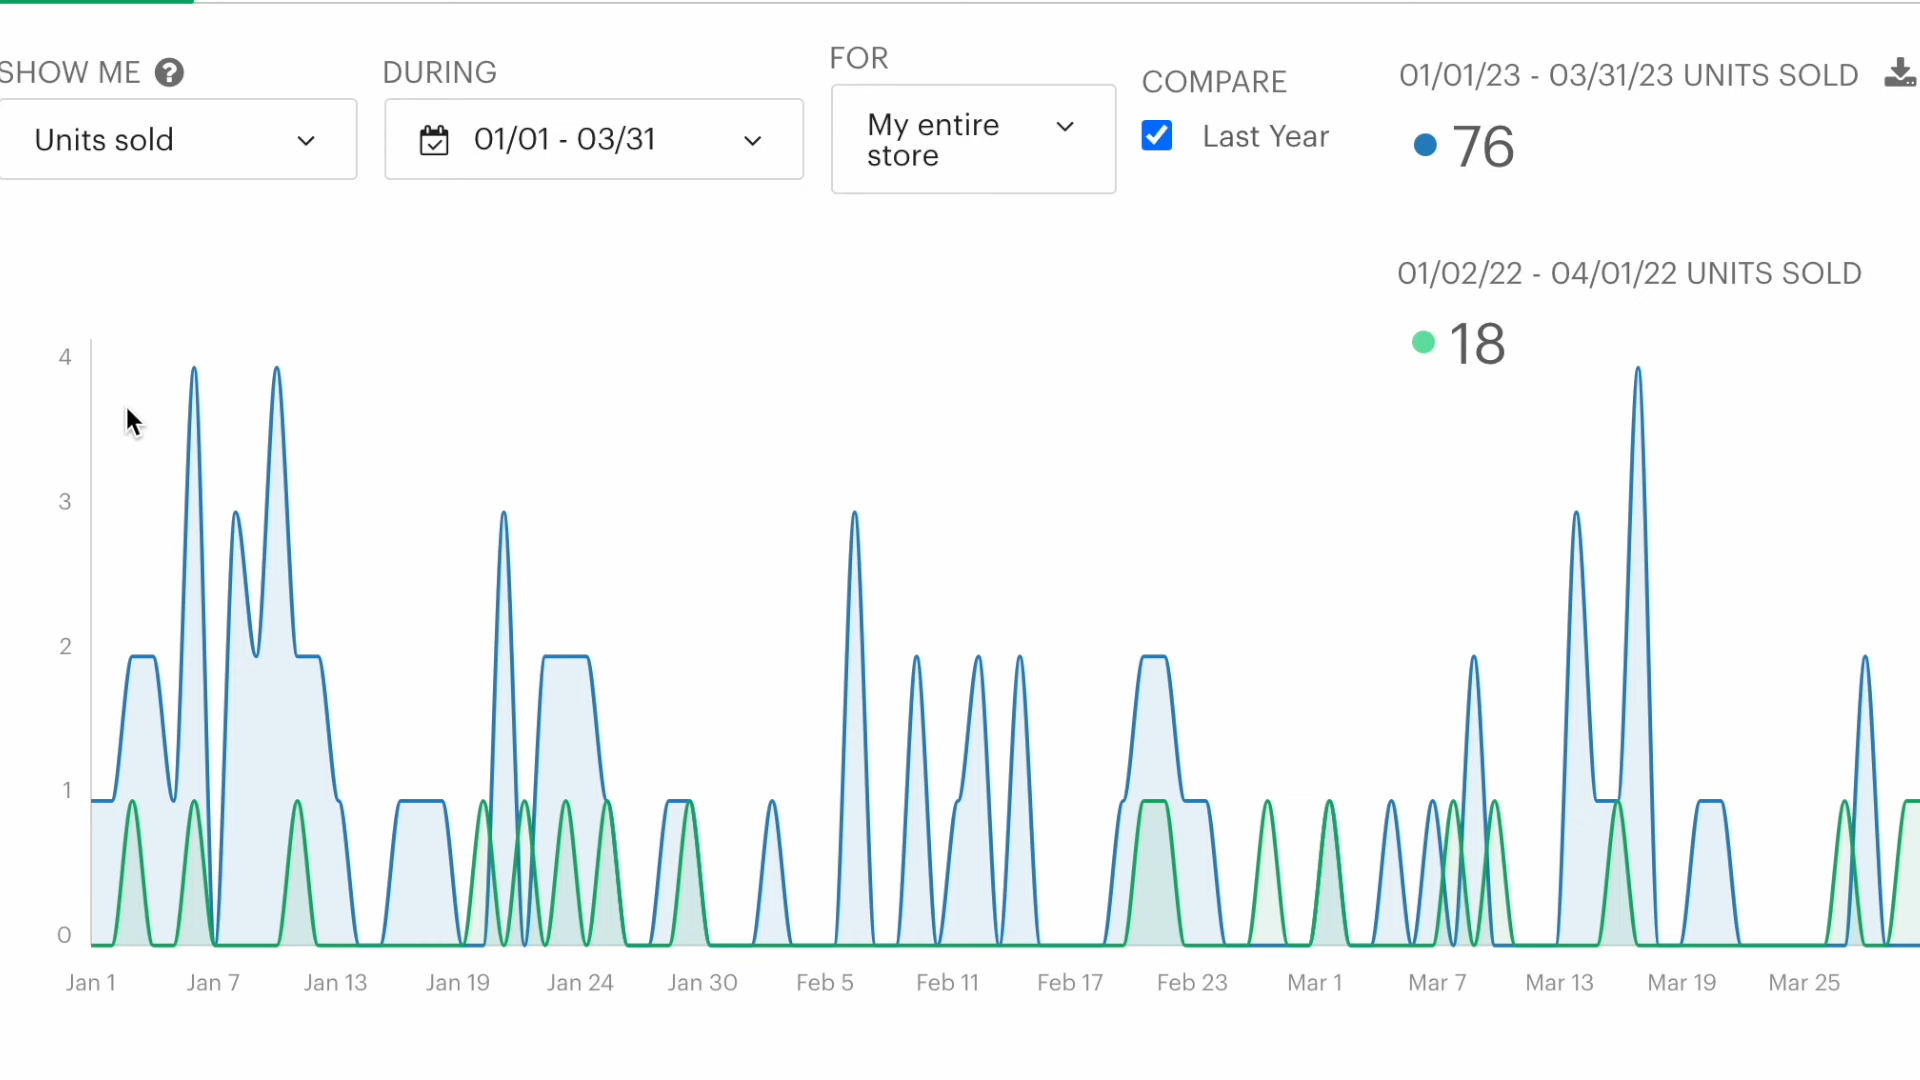 SHOW ME
DURING
FOR
COMPARE
01/01/23 - 03/31/23 UNITS SOLD
Units sold
01/01 - 03/31
My entire
store
Last Year
76
01/02/22 - 04/01/22 UNITS SOLD
18
4
3
2
1
0
Jan 1 Jan 7 Jan 13 Jan 19 Jan 24 Jan 30 Feb 5 Feb 11 Feb 17 Feb 23 Mar 1 Mar 7 Mar 13 Mar 19 Mar 25